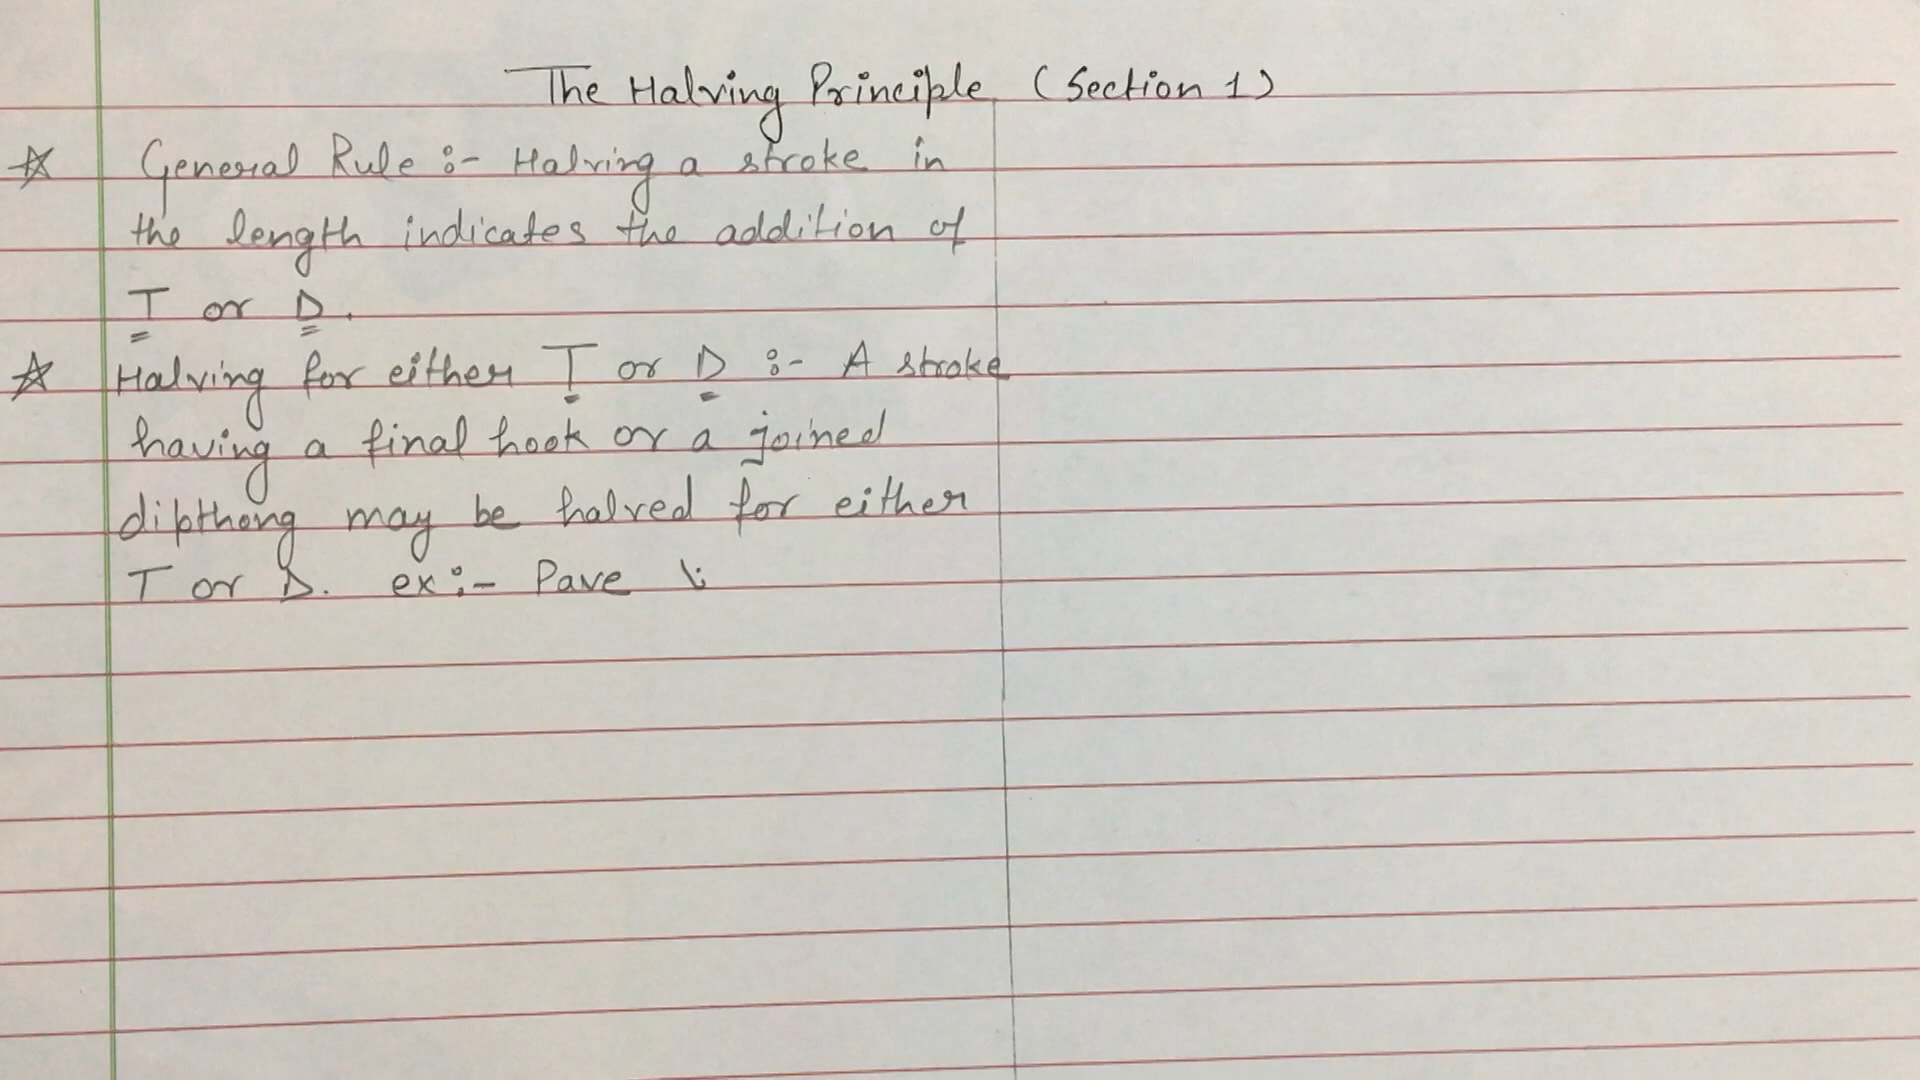 The Halving Principle (Section 1)
☆ General Rule :- Halving a stroke in
the length indicates the addition of
T or D.
☆ Halving for either T or D :- A stroke
having a final hook or a joined
dipthong may be halved for either
T or D. ex :- Pave